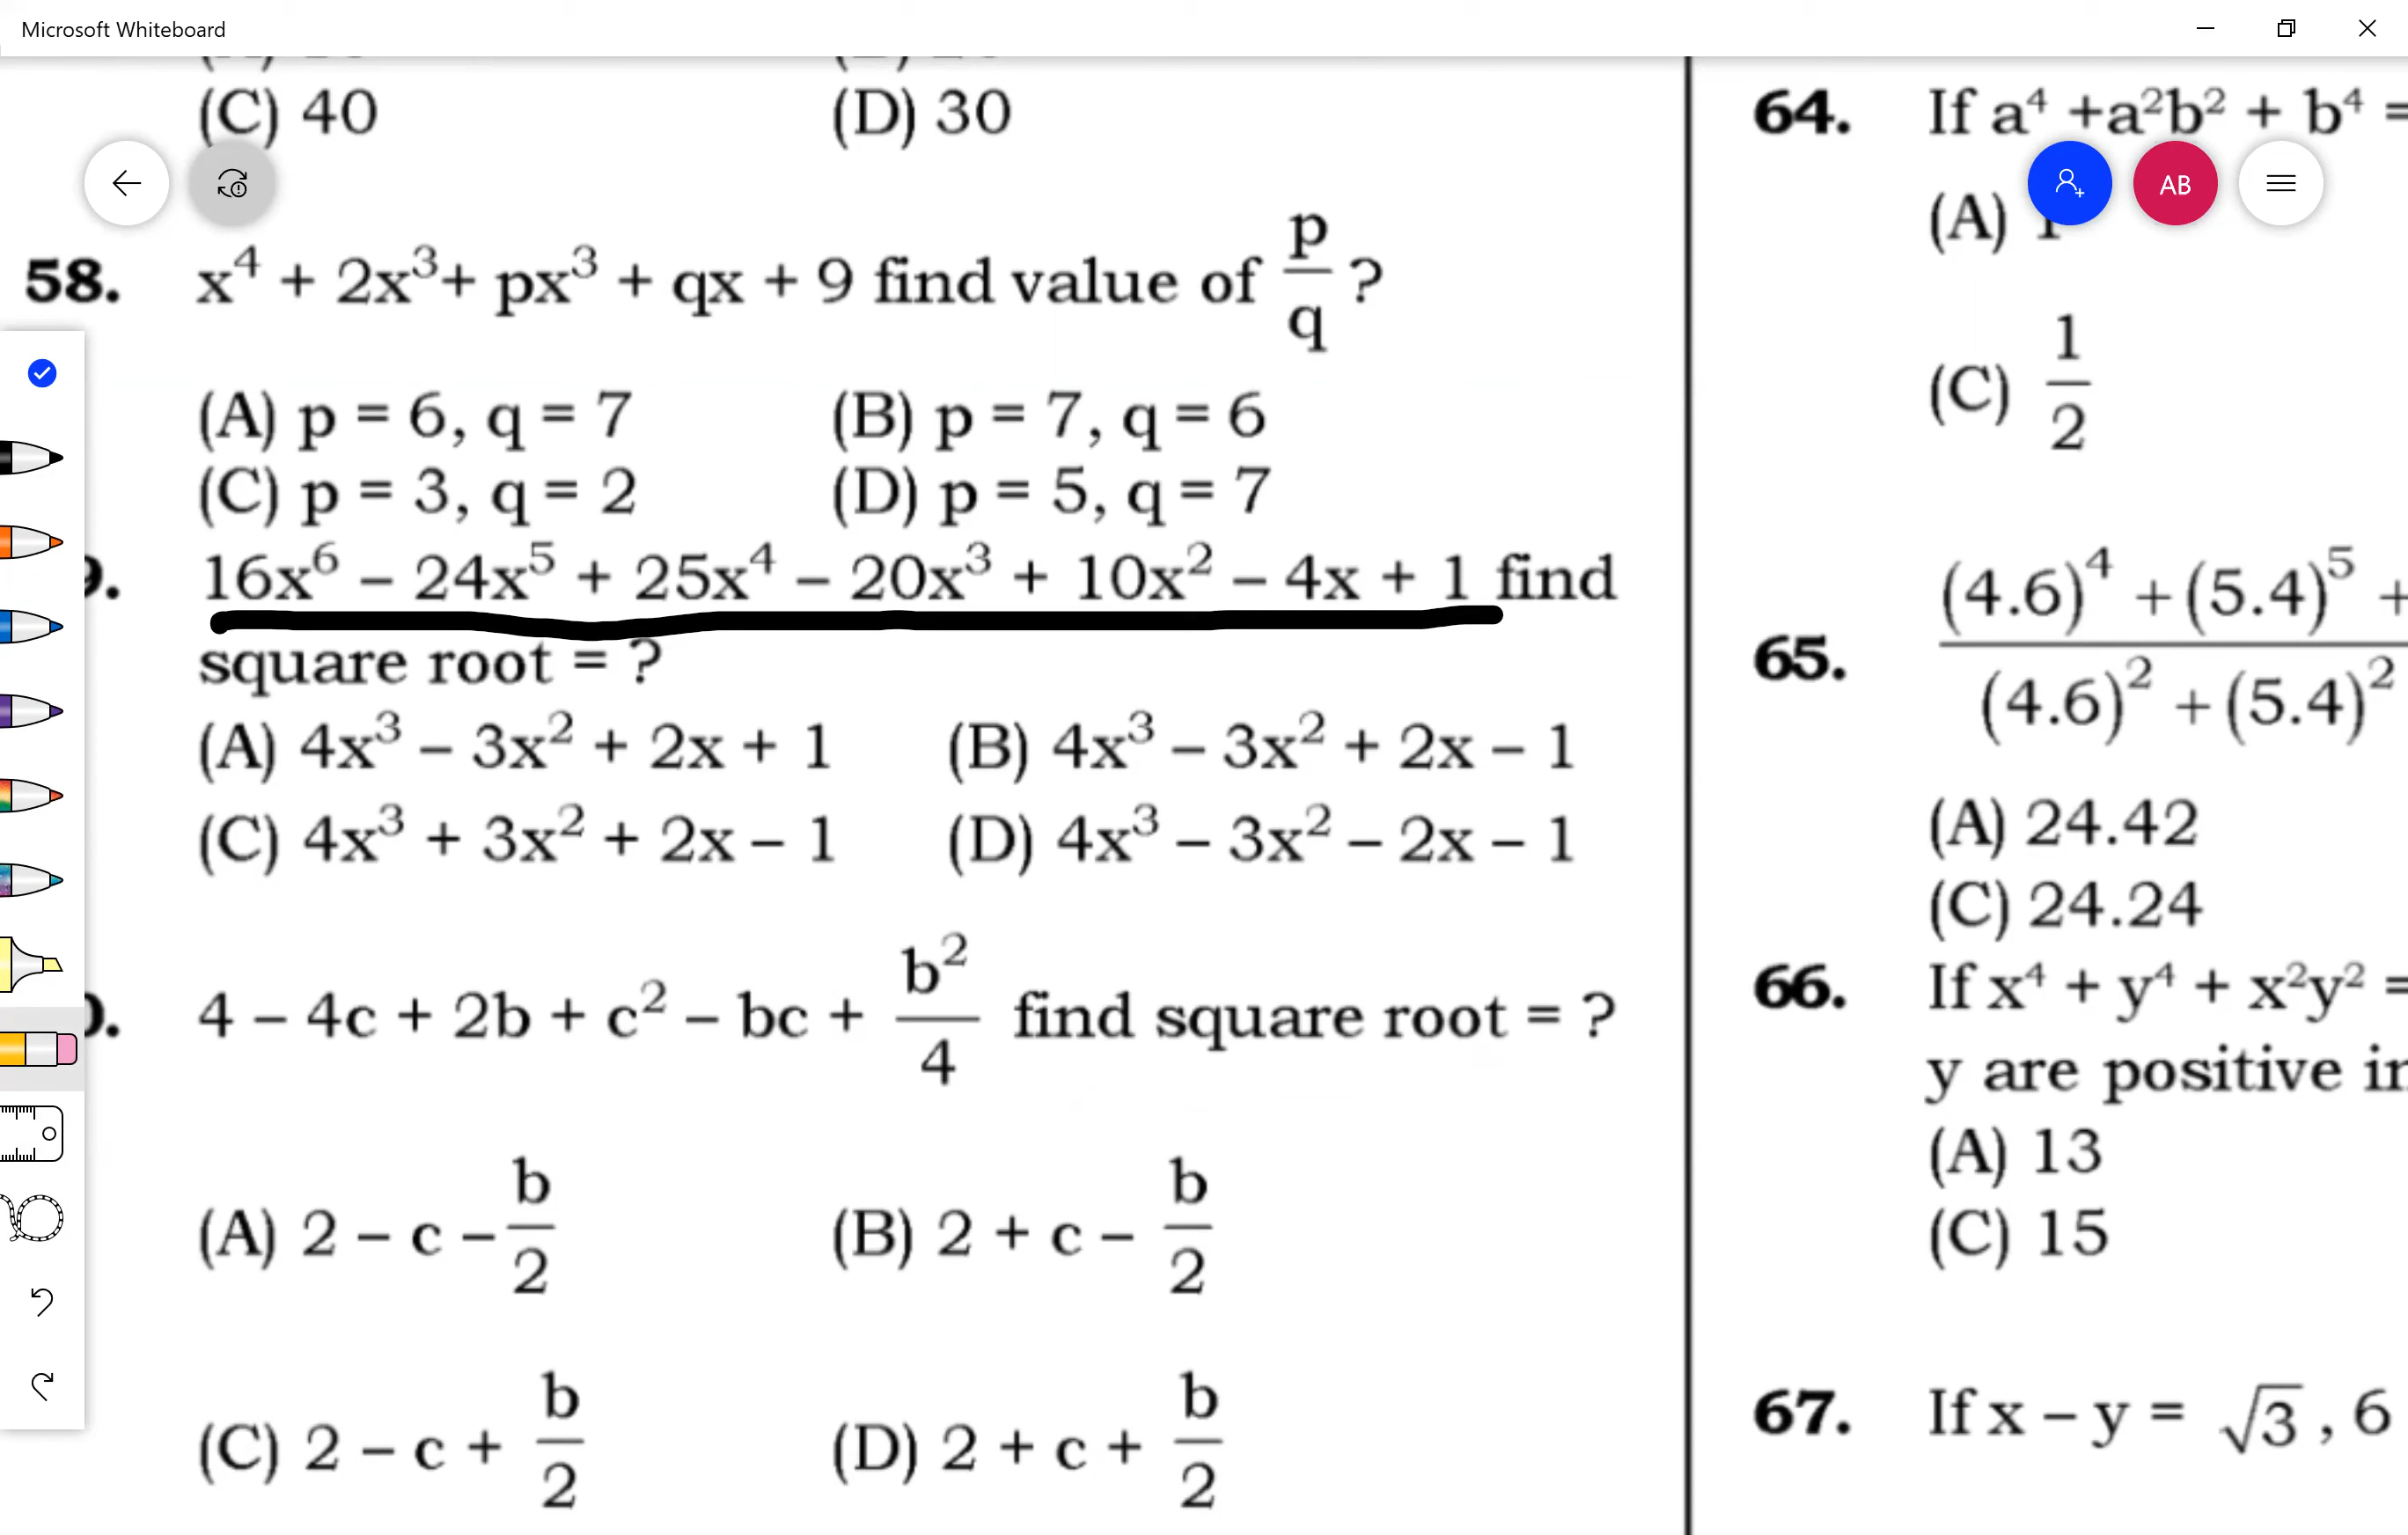 Microsoft Whiteboard
(C) 40 (D) 30
58. x⁴ + 2x³+ px³ + qx + 9 find value of p/q ?
(A) p = 6, q = 7 (B) p = 7, q = 6
(C) p = 3, q = 2 (D) p = 5, q = 7
9. 16x⁶ – 24x⁵ + 25x⁴ – 20x³ + 10x² – 4x + 1 find
square root = ?
(A) 4x³ – 3x² + 2x + 1 (B) 4x³ – 3x² + 2x – 1
(C) 4x³ + 3x² + 2x – 1 (D) 4x³ – 3x² – 2x – 1
0. 4 – 4c + 2b + c² – bc + b²/4 find square root = ?
(A) 2 – c – b/2 (B) 2 + c – b/2
(C) 2 – c + b/2 (D) 2 + c + b/2
64. If a⁴ +a²b² + b⁴ =
AB
(A) 1
(C) 1/2
65. (4.6)⁴ + (5.4)⁵ + / (4.6)² + (5.4)²
(A) 24.42
(C) 24.24
66. If x⁴ + y⁴ + x²y² =
y are positive in
(A) 13
(C) 15
67. If x – y = √3 , 6